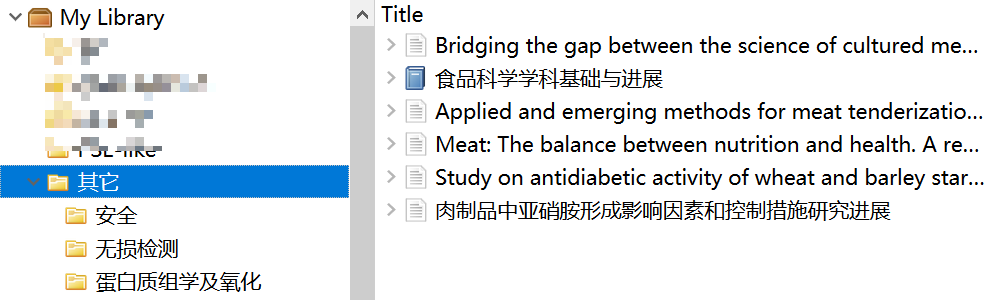 My Library
其它
安全
无损检测
蛋白质组学及氧化
Title
Bridging the gap between the science of cultured me...
食品科学学科基础与进展
Applied and emerging methods for meat tenderizatio...
Meat: The balance between nutrition and health. A re...
Study on antidiabetic activity of wheat and barley star...
肉制品中亚硝胺形成影响因素和控制措施研究进展